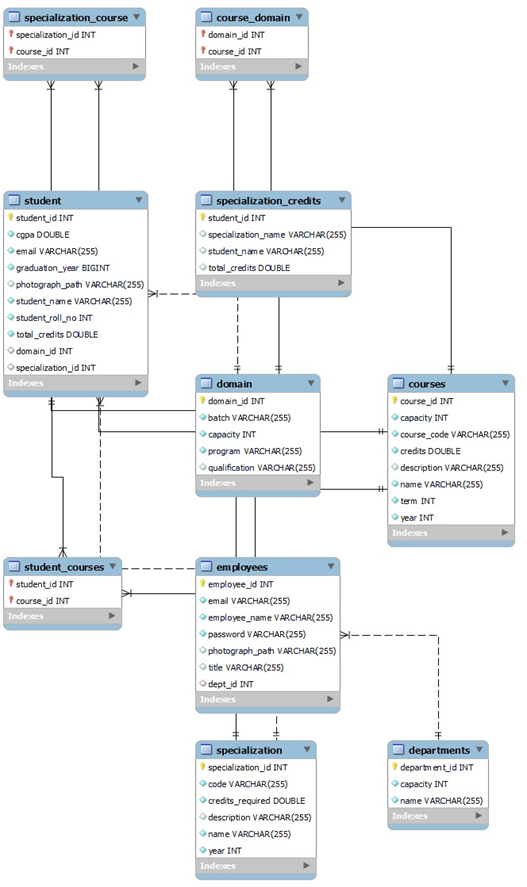 specialization_course
specialization_id INT
course_id INT
Indexes
course_domain
domain_id INT
course_id INT
Indexes
student
student_id INT
cgpa DOUBLE
email VARCHAR(255)
graduation_year BIGINT
photograph_path VARCHAR(255)
student_name VARCHAR(255)
student_roll_no INT
total_credits DOUBLE
domain_id INT
specialization_id INT
Indexes
specialization_credits
student_id INT
specialization_name VARCHAR(255)
student_name VARCHAR(255)
total_credits DOUBLE
Indexes
domain
domain_id INT
batch VARCHAR(255)
capacity INT
program VARCHAR(255)
qualification VARCHAR(255)
Indexes
courses
course_id INT
capacity INT
course_code VARCHAR(255)
credits DOUBLE
description VARCHAR(255)
name VARCHAR(255)
term INT
year INT
Indexes
student_courses
student_id INT
course_id INT
Indexes
employees
employee_id INT
email VARCHAR(255)
employee_name VARCHAR(255)
password VARCHAR(255)
photograph_path VARCHAR(255)
title VARCHAR(255)
dept_id INT
Indexes
specialization
specialization_id INT
code VARCHAR(255)
credits_required DOUBLE
description VARCHAR(255)
name VARCHAR(255)
year INT
Indexes
departments
department_id INT
capacity INT
name VARCHAR(255)
Indexes